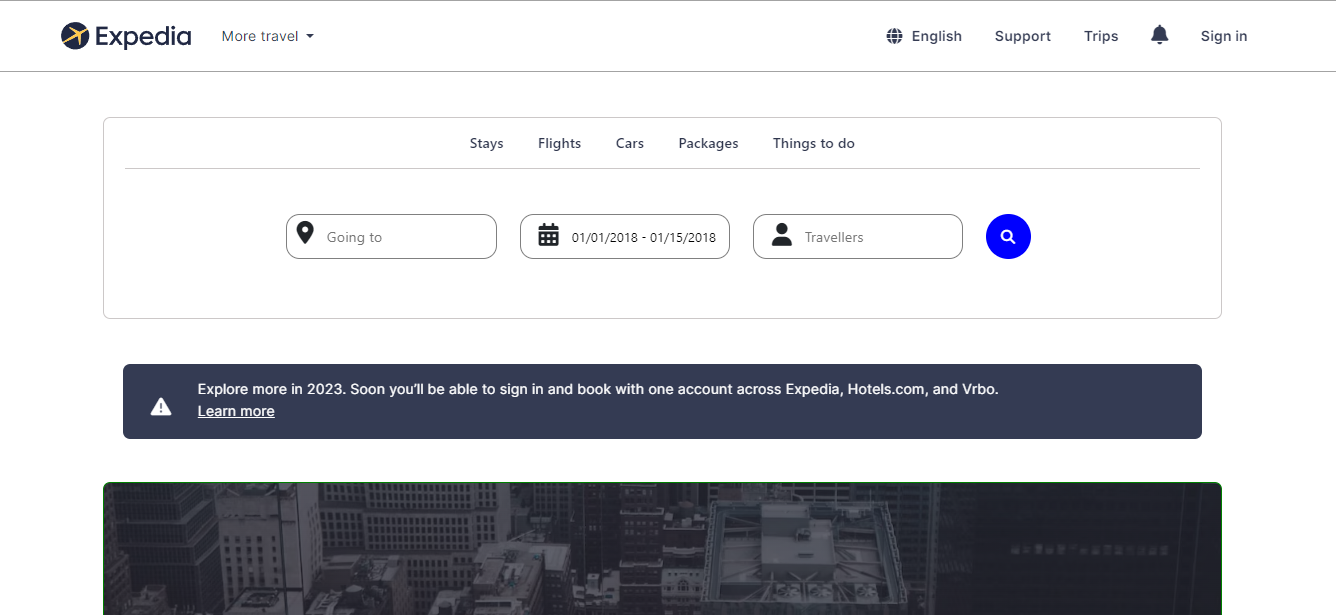 Expedia More travel English Support Trips Sign in
Stays Flights Cars Packages Things to do
Going to 01/01/2018 - 01/15/2018 Travellers
Explore more in 2023. Soon you'll be able to sign in and book with one account across Expedia, Hotels.com, and Vrbo.
Learn more